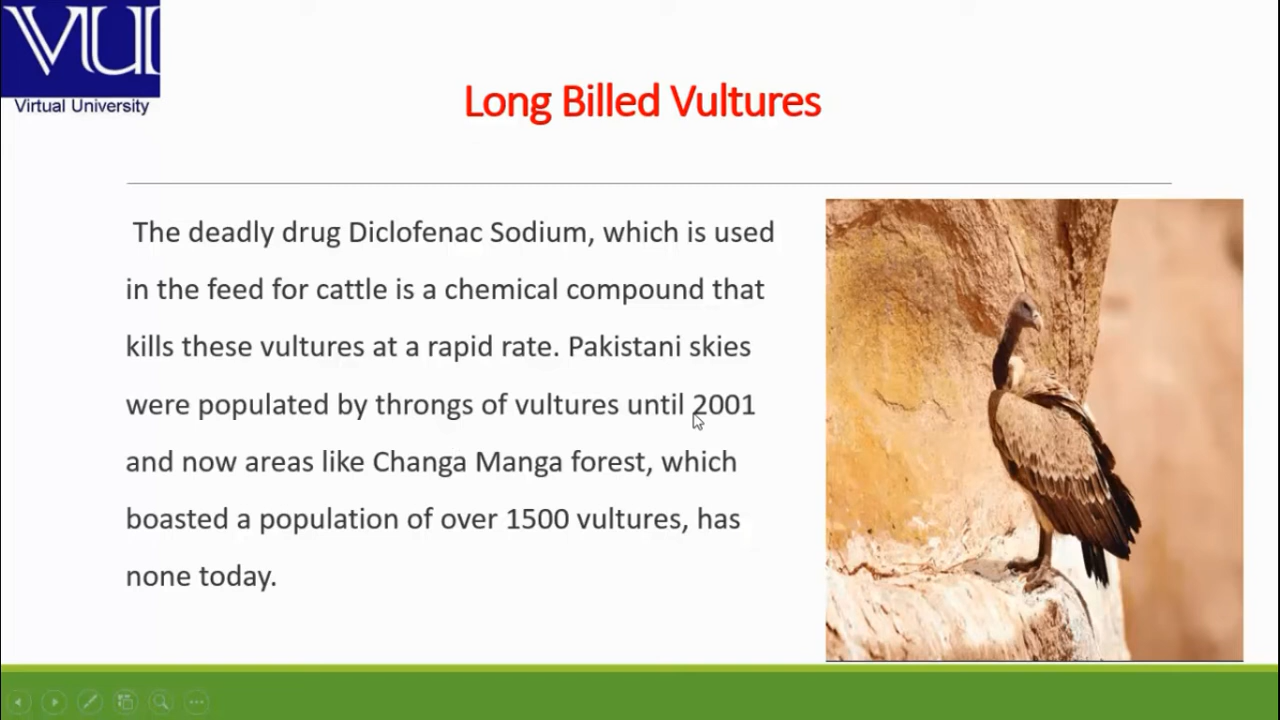 VU
Virtual University
Long Billed Vultures
The deadly drug Diclofenac Sodium, which is used
in the feed for cattle is a chemical compound that
kills these vultures at a rapid rate. Pakistani skies
were populated by throngs of vultures until 2001
and now areas like Changa Manga forest, which
boasted a population of over 1500 vultures, has
none today.